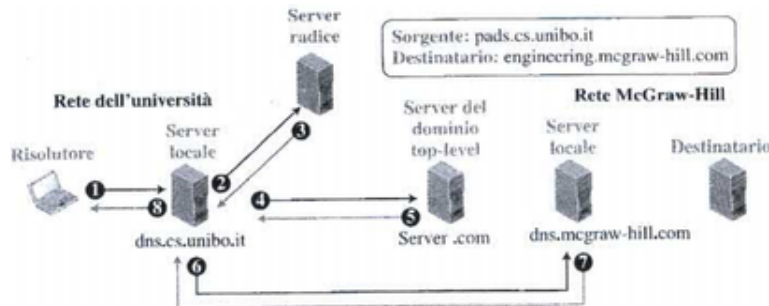 Server
radice
Sorgente: pads.cs.unibo.it
Destinatario: engineering.mcgraw-hill.com
Rete dell'università
Rete McGraw-Hill
Risolutore
Server
locale
Server del
dominio
top-level
Server
locale
Destinatario
1
2
3
4
5
8
dns.cs.unibo.it
Server .com
dns.mcgraw-hill.com
6
7